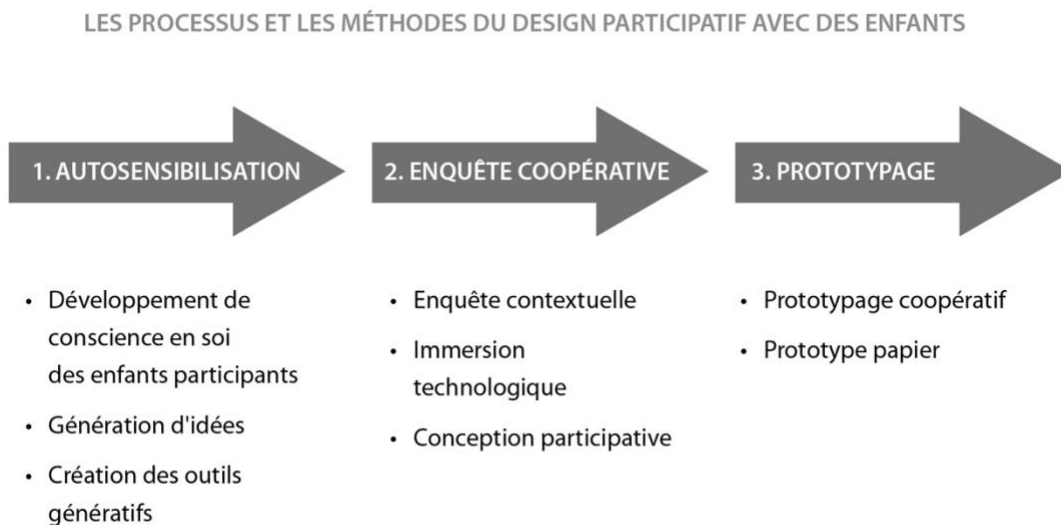 LES PROCESSUS ET LES MÉTHODES DU DESIGN PARTICIPATIF AVEC DES ENFANTS
1. AUTOSENSIBILISATION
• Développement de
conscience en soi
des enfants participants
• Génération d'idées
• Création des outils
génératifs
2. ENQUÊTE COOPÉRATIVE
• Enquête contextuelle
• Immersion
technologique
• Conception participative
3. PROTOTYPAGE
• Prototypage coopératif
• Prototype papier